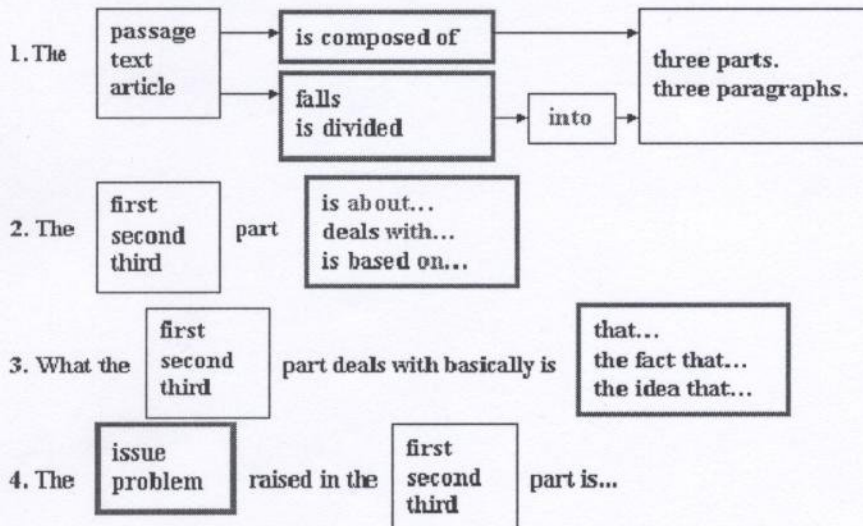 1. The
passage
text
article
is composed of
falls
is divided
into
three parts.
three paragraphs.
2. The
first
second
third
part
is about...
deals with...
is based on...
3. What the
first
second
third
part deals with basically is
that...
the fact that...
the idea that...
4. The
issue
problem
raised in the
first
second
third
part is...